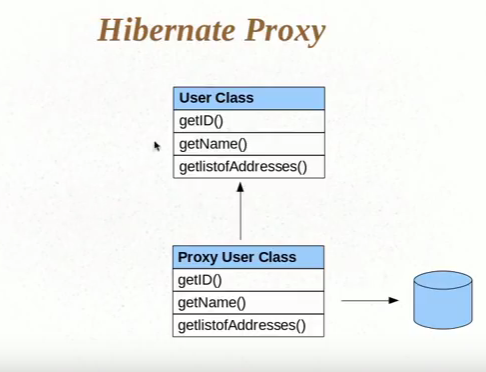 Hibernate Proxy
User Class
getID()
getName()
getlistofAddresses()
Proxy User Class
getID()
getName()
getlistofAddresses()